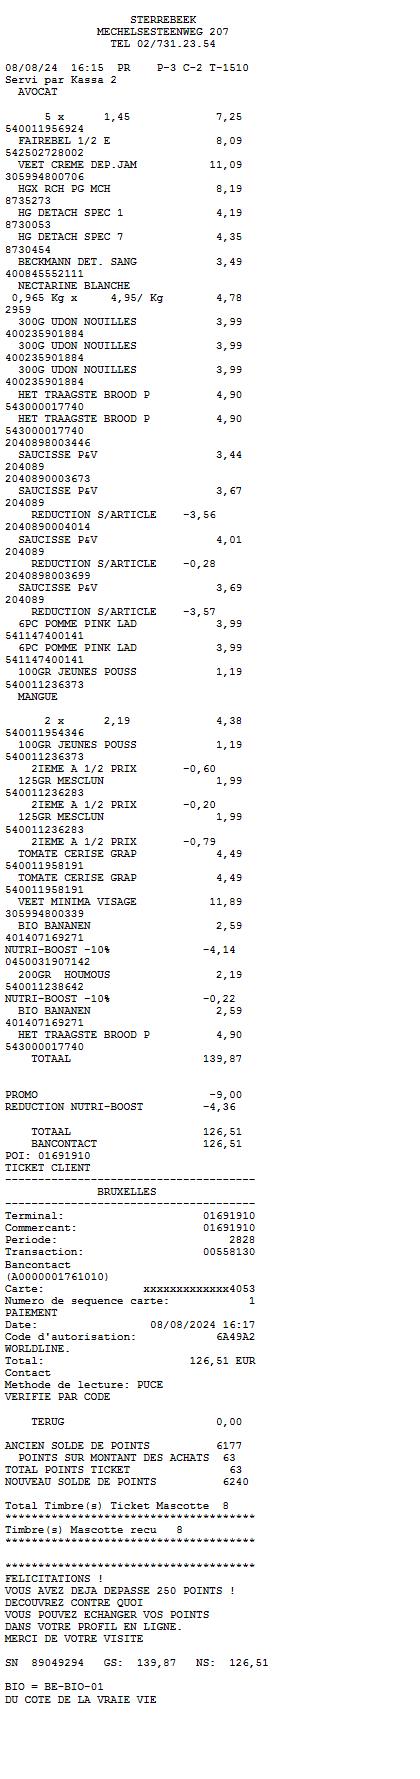 STERREBEEK
MECHELSESTEENWEG 207
TEL 02/731.23.54
08/08/24 16:15 PR P-3 C-2 T-1510
Servi par Kassa 2
AVOCAT
5 x 1,45 7,25
540011956924
FAIREBEL 1/2 E 8,09
542502728002
VEET CREME DEP.JAM 11,09
305994800706
HGX RCH PG MCH 8,19
8735273
HG DETACH SPEC 1 4,19
8730053
HG DETACH SPEC 7 4,35
8730454
BECKMANN DET. SANG 3,49
400845552111
NECTARINE BLANCHE
0,965 Kg x 4,95/ Kg 4,78
2959
300G UDON NOUILLES 3,99
400235901884
300G UDON NOUILLES 3,99
400235901884
300G UDON NOUILLES 3,99
400235901884
HET TRAAGSTE BROOD P 4,90
543000017740
HET TRAAGSTE BROOD P 4,90
543000017740
2040898003446
SAUCISSE P&V 3,44
204089
2040890003673
SAUCISSE P&V 3,67
204089
REDUCTION S/ARTICLE -3,56
2040890004014
SAUCISSE P&V 4,01
204089
REDUCTION S/ARTICLE -0,28
2040898003699
SAUCISSE P&V 3,69
204089
REDUCTION S/ARTICLE -3,57
6PC POMME PINK LAD 3,99
541147400141
6PC POMME PINK LAD 3,99
541147400141
100GR JEUNES POUSS 1,19
540011236373
MANGUE
2 x 2,19 4,38
540011954346
100GR JEUNES POUSS 1,19
540011236373
2IEME A 1/2 PRIX -0,60
125GR MESCLUN 1,99
540011236283
2IEME A 1/2 PRIX -0,20
125GR MESCLUN 1,99
540011236283
2IEME A 1/2 PRIX -0,79
TOMATE CERISE GRAP 4,49
540011958191
TOMATE CERISE GRAP 4,49
540011958191
VEET MINIMA VISAGE 11,89
305994800339
BIO BANANEN 2,59
401407169271
NUTRI-BOOST -10% -4,14
0450031907142
200GR HOUMOUS 2,19
540011238642
NUTRI-BOOST -10% -0,22
BIO BANANEN 2,59
401407169271
HET TRAAGSTE BROOD P 4,90
543000017740
TOTAAL 139,87
PROMO -9,00
REDUCTION NUTRI-BOOST -4,36
TOTAAL 126,51
BANCONTACT 126,51
POI: 01691910
TICKET CLIENT
--------------------------------------
BRUXELLES
--------------------------------------
Terminal: 01691910
Commercant: 01691910
Periode: 2828
Transaction: 00558130
Bancontact
(A0000001761010)
Carte: xxxxxxxxxxxxx4053
Numero de sequence carte: 1
PAIEMENT
Date: 08/08/2024 16:17
Code d'autorisation: 6A49A2
WORLDLINE.
Total: 126,51 EUR
Contact
Methode de lecture: PUCE
VERIFIE PAR CODE
TERUG 0,00
ANCIEN SOLDE DE POINTS 6177
POINTS SUR MONTANT DES ACHATS 63
TOTAL POINTS TICKET 63
NOUVEAU SOLDE DE POINTS 6240
Total Timbre(s) Ticket Mascotte 8
**************************************
Timbre(s) Mascotte recu 8
**************************************
**************************************
FELICITATIONS !
VOUS AVEZ DEJA DEPASSE 250 POINTS !
DECOUVREZ CONTRE QUOI
VOUS POUVEZ ECHANGER VOS POINTS
DANS VOTRE PROFIL EN LIGNE.
MERCI DE VOTRE VISITE
SN 89049294 GS: 139,87 NS: 126,51
BIO = BE-BIO-01
DU COTE DE LA VRAIE VIE